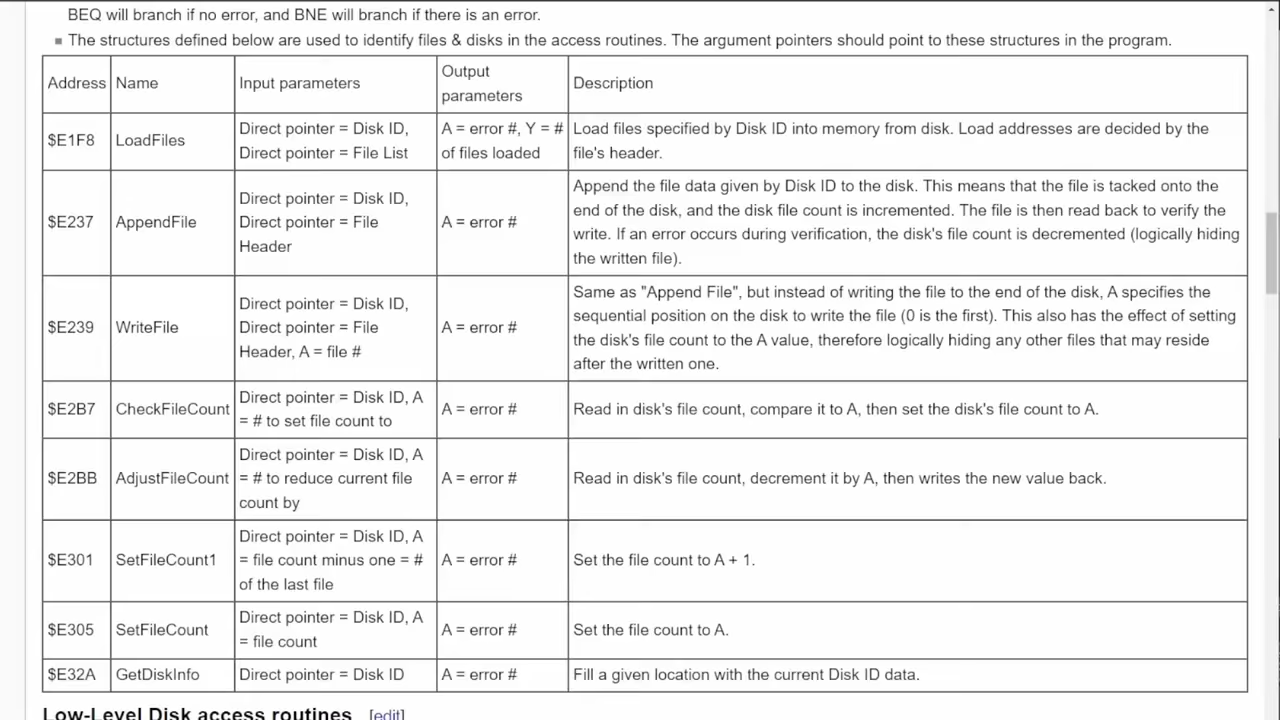 BEQ will branch if no error, and BNE will branch if there is an error.
The structures defined below are used to identify files & disks in the access routines. The argument pointers should point to these structures in the program.
Address Name Input parameters Output parameters Description
$E1F8 LoadFiles Direct pointer = Disk ID, Direct pointer = File List A = error #, Y = # of files loaded Load files specified by Disk ID into memory from disk. Load addresses are decided by the file's header.
$E237 AppendFile Direct pointer = Disk ID, Direct pointer = File Header A = error # Append the file data given by Disk ID to the disk. This means that the file is tacked onto the end of the disk, and the disk file count is incremented. The file is then read back to verify the write. If an error occurs during verification, the disk's file count is decremented (logically hiding the written file).
$E239 WriteFile Direct pointer = Disk ID, Direct pointer = File Header, A = file # A = error # Same as "Append File", but instead of writing the file to the end of the disk, A specifies the sequential position on the disk to write the file (0 is the first). This also has the effect of setting the disk's file count to the A value, therefore logically hiding any other files that may reside after the written one.
$E2B7 CheckFileCount Direct pointer = Disk ID, A = # to set file count to A = error # Read in disk's file count, compare it to A, then set the disk's file count to A.
$E2BB AdjustFileCount Direct pointer = Disk ID, A = # to reduce current file count by A = error # Read in disk's file count, decrement it by A, then writes the new value back.
$E301 SetFileCount1 Direct pointer = Disk ID, A = file count minus one = # of the last file A = error # Set the file count to A + 1.
$E305 SetFileCount Direct pointer = Disk ID, A = file count A = error # Set the file count to A.
$E32A GetDiskInfo Direct pointer = Disk ID A = error # Fill a given location with the current Disk ID data.
Low-Level Disk access routines [edit]